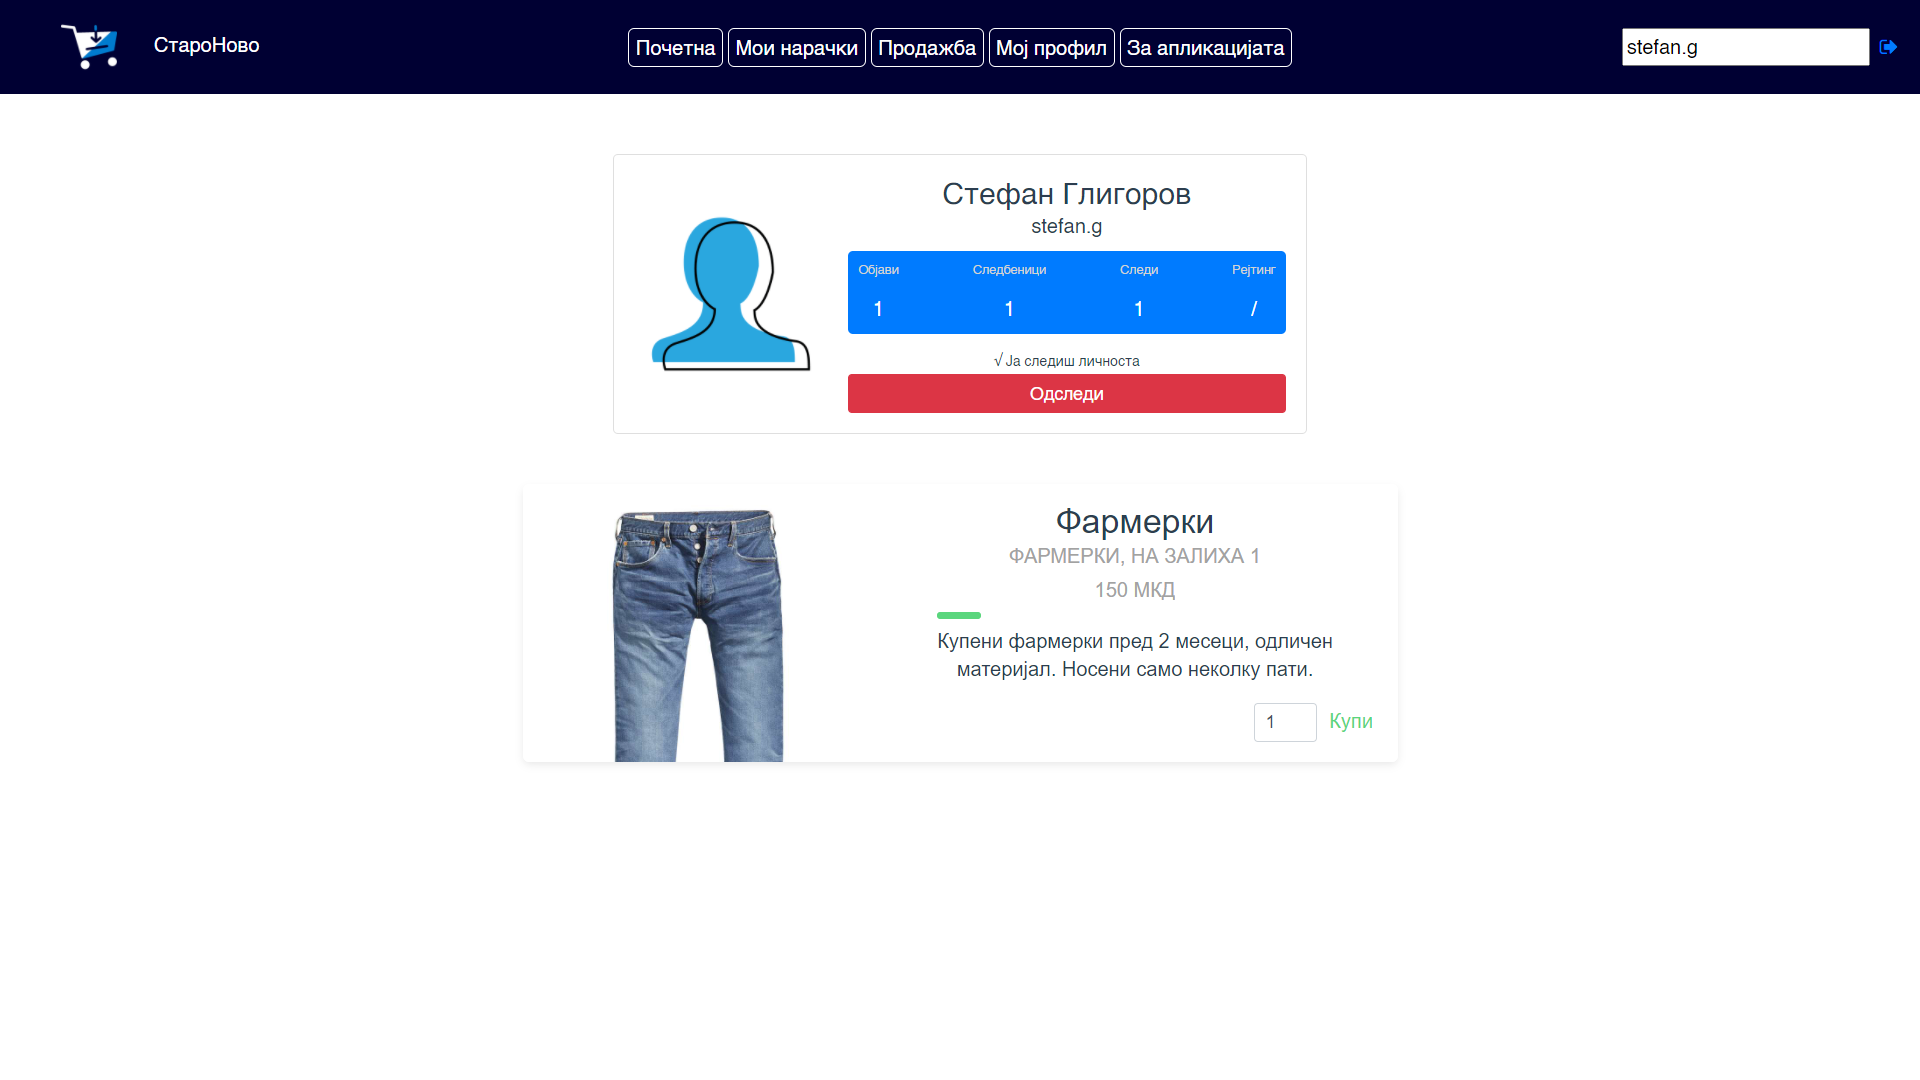 СтароНово
Почетна
Мои нарачки
Продажба
Мој профил
За апликацијата
stefan.g
Стефан Глигоров
stefan.g
Објави Следбеници Следи Рејтинг
1 1 1 /
√ Ја следиш личноста
Одследи
Фармерки
ФАРМЕРКИ, НА ЗАЛИХА 1
150 МКД
Купени фармерки пред 2 месеци, одличен
материјал. Носени само неколку пати.
1 Купи